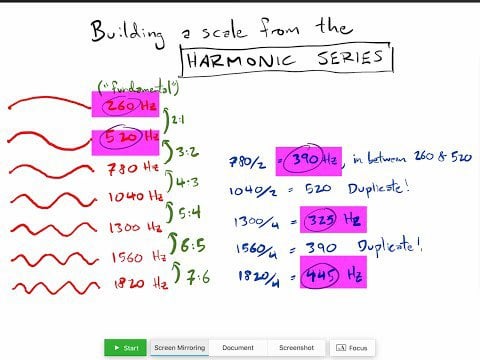 Building a scale from the
HARMONIC SERIES
("fundamental")
260 Hz
2:1
520 Hz
3:2
780 Hz
4:3
1040 Hz
5:4
1300 Hz
6:5
1560 Hz
7:6
1820 Hz
780/2 = 390 Hz, in between 260 & 520
1040/2 = 520 Duplicate!
1300/4 = 325 Hz
1560/4 = 390 Duplicate!
1820/4 = 445 Hz
Start
Screen Mirroring
Document
Screenshot
Focus